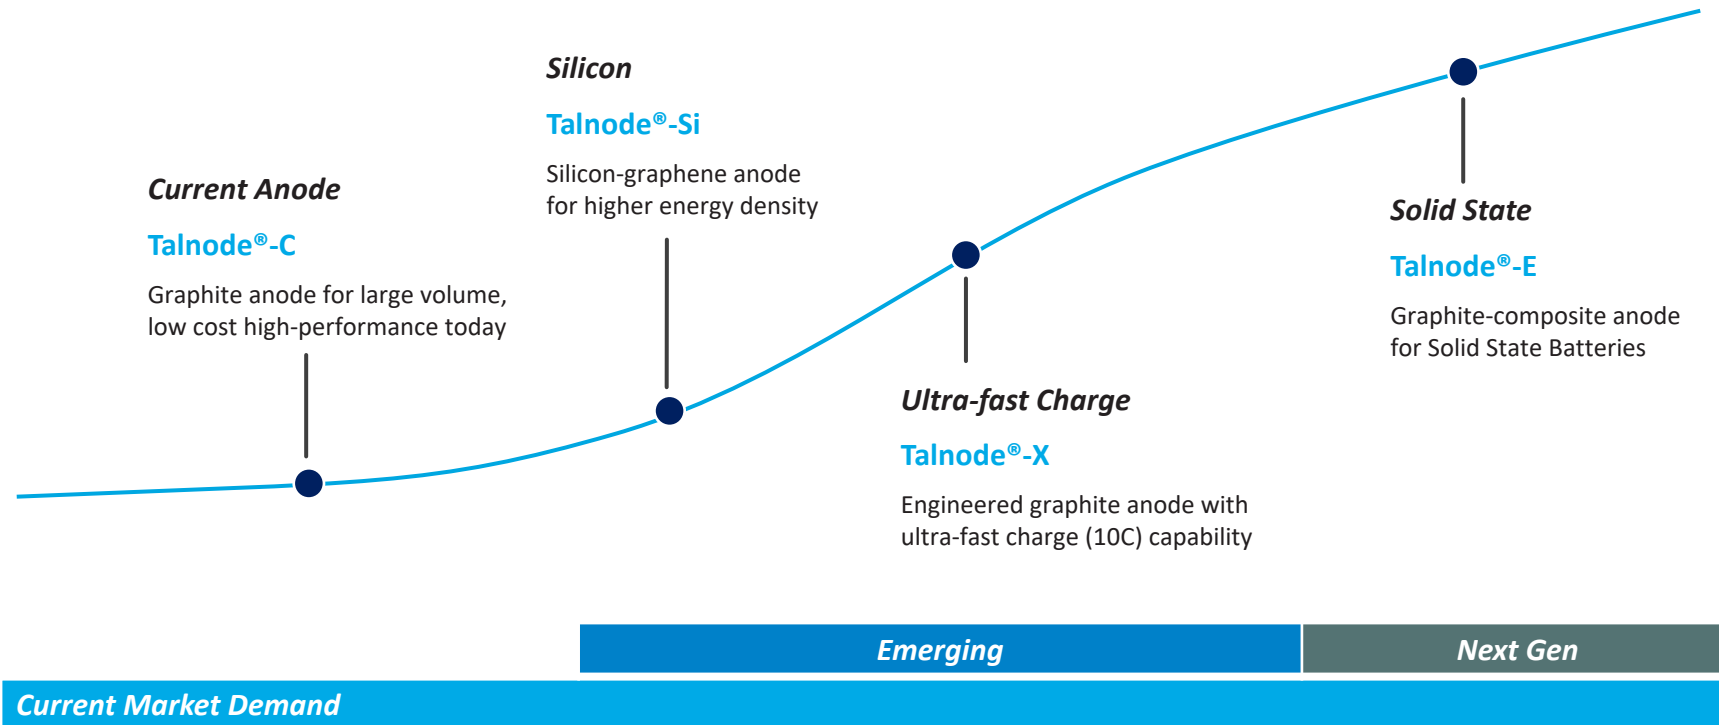 Current Anode
Talnode®-C
Graphite anode for large volume,
low cost high-performance today
Silicon
Talnode®-Si
Silicon-graphene anode
for higher energy density
Ultra-fast Charge
Talnode®-X
Engineered graphite anode with
ultra-fast charge (10C) capability
Solid State
Talnode®-E
Graphite-composite anode
for Solid State Batteries
Emerging
Next Gen
Current Market Demand